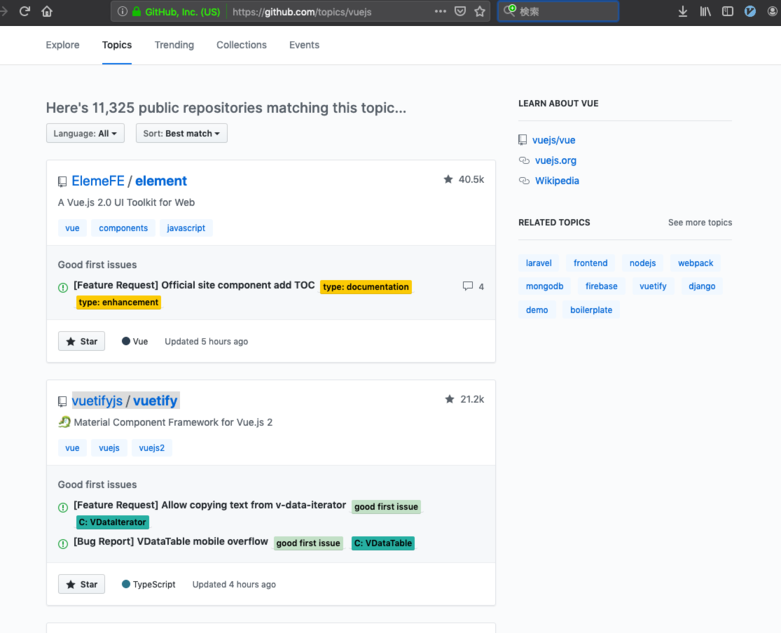 GitHub, Inc. (US)
https://github.com/topics/vuejs
検索
Explore
Topics
Trending
Collections
Events
Here's 11,325 public repositories matching this topic...
Language: All
Sort: Best match
ElemeFE / element
40.5k
A Vue.js 2.0 UI Toolkit for Web
vue
components
javascript
Good first issues
[Feature Request] Official site component add TOC type: documentation
4
type: enhancement
Star
Vue
Updated 5 hours ago
vuetifyjs / vuetify
21.2k
Material Component Framework for Vue.js 2
vue
vuejs
vuejs2
Good first issues
[Feature Request] Allow copying text from v-data-iterator good first issue
C: VDataIterator
[Bug Report] VDataTable mobile overflow good first issue C: VDataTable
Star
TypeScript
Updated 4 hours ago
LEARN ABOUT VUE
vuejs/vue
vuejs.org
Wikipedia
RELATED TOPICS
See more topics
laravel
frontend
nodejs
webpack
mongodb
firebase
vuetify
django
demo
boilerplate